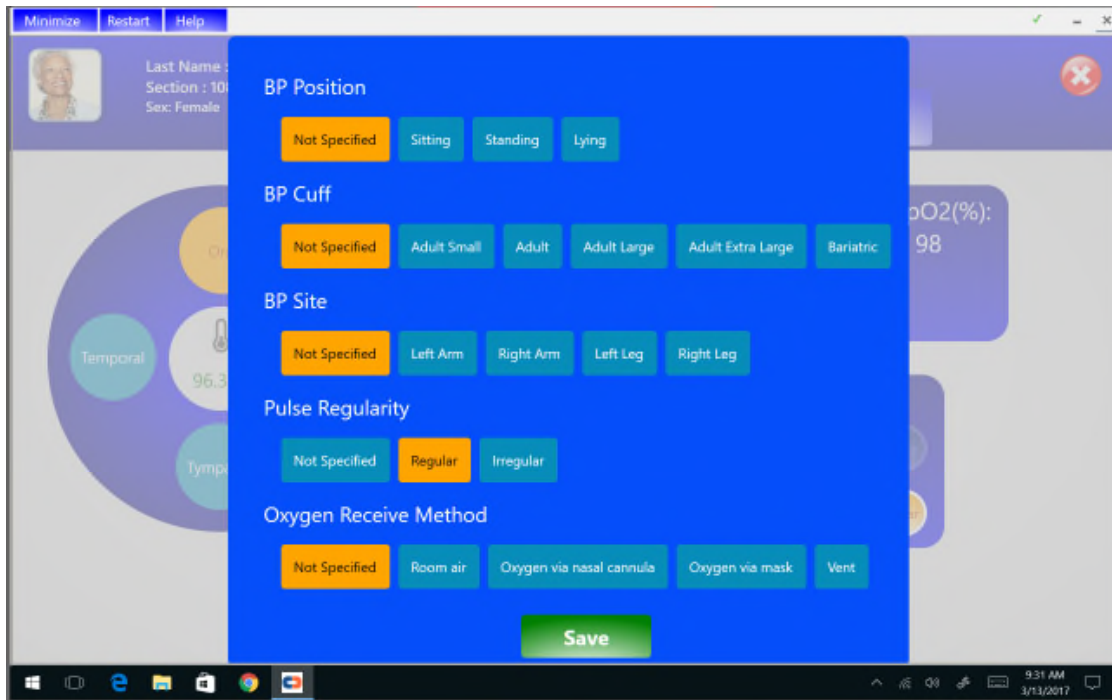 Minimize Restart Help
Last Name :
Section : 10
Sex: Female
BP Position
Not Specified Sitting Standing Lying
BP Cuff
Not Specified Adult Small Adult Adult Large Adult Extra Large Bariatric
pO2(%):
98
BP Site
Not Specified Left Arm Right Arm Left Leg Right Leg
Temporal
96.3
Pulse Regularity
Not Specified Regular Irregular
Tympa
Oxygen Receive Method
Not Specified Room air Oxygen via nasal cannula Oxygen via mask Vent
Save
9:31 AM
3/13/2017